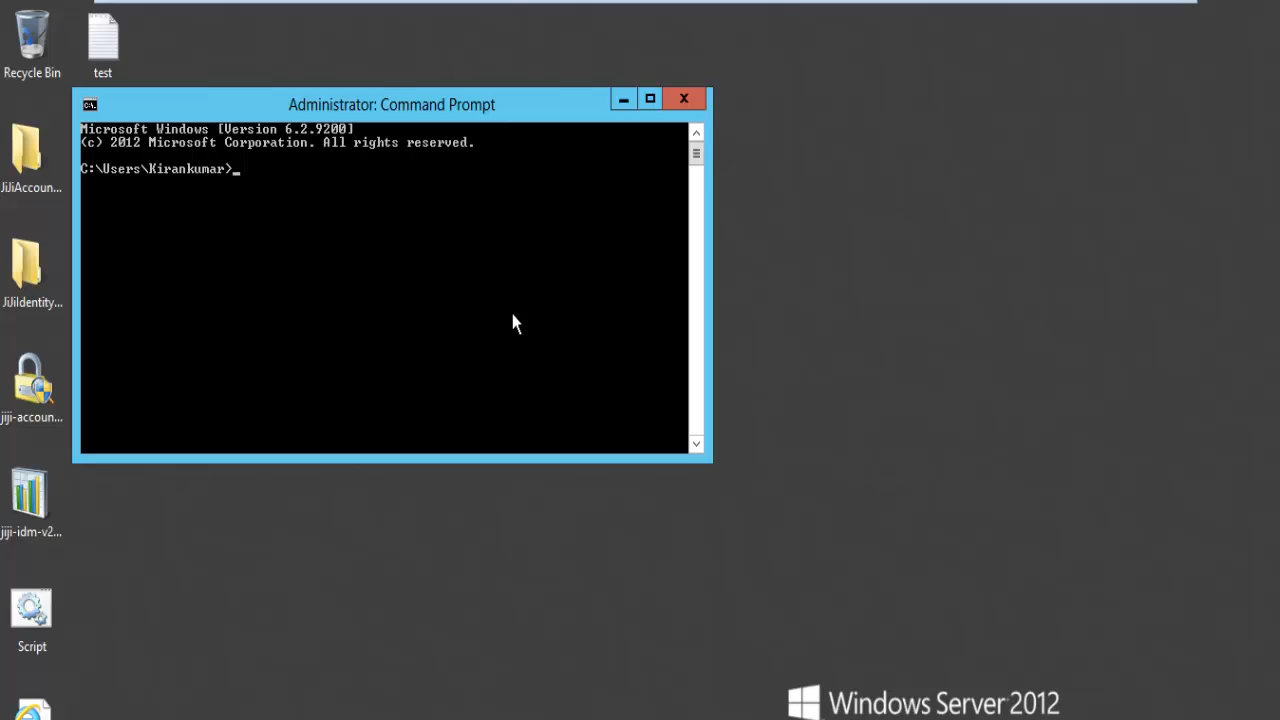 Recycle Bin
test
Administrator: Command Prompt
Microsoft Windows [Version 6.2.9200]
(c) 2012 Microsoft Corporation. All rights reserved.
C:\Users\Kirankumar>_
JiJiAccoun...
JiJiIdentity...
jiji-accoun...
jiji-idm-v2...
Script
Windows Server 2012